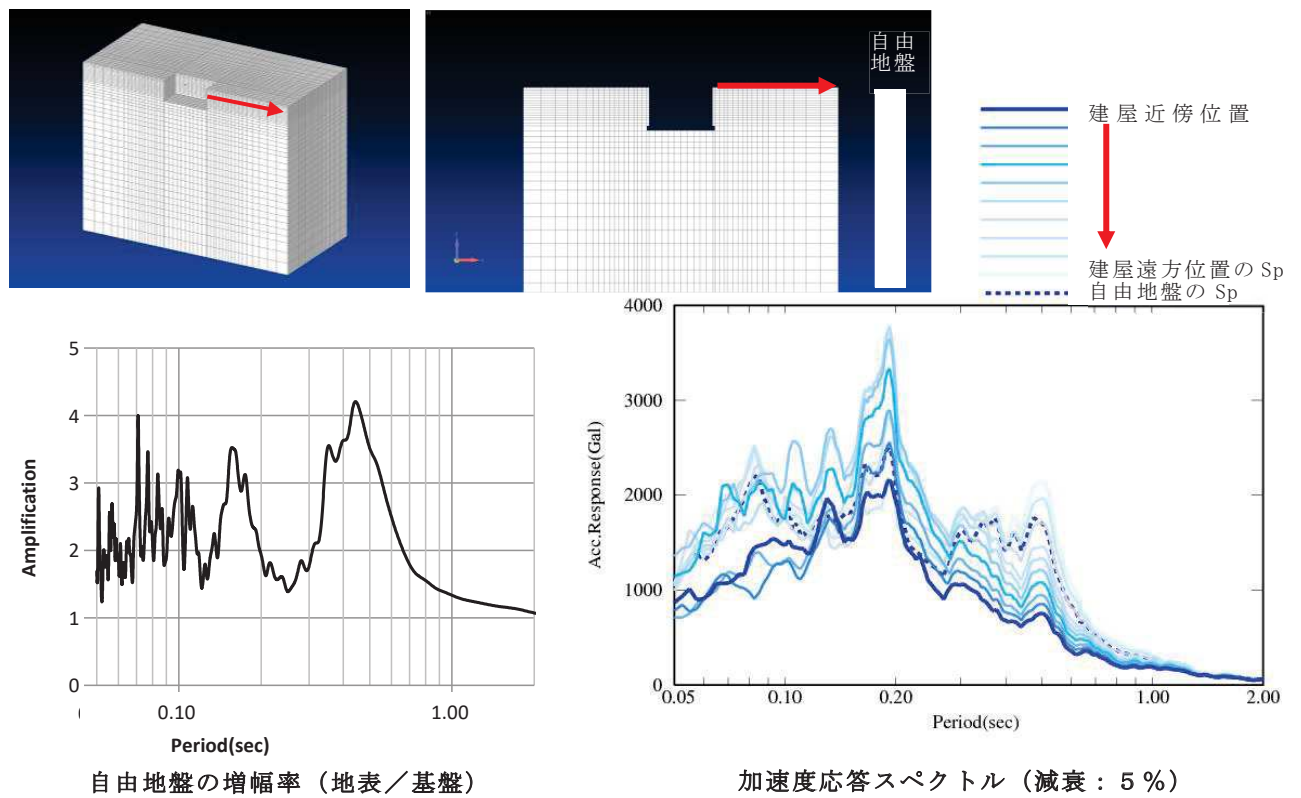 自由
地盤
建屋近傍位置
建屋遠方位置の Sp
自由地盤の Sp
5
4
3
2
1
0
Amplification
0.10
1.00
Period(sec)
自由地盤の増幅率（地表／基盤）
4000
3000
2000
1000
0
Acc.Response(Gal)
0.05
0.10
0.20
1.00
2.00
Period(sec)
加速度応答スペクトル（減衰：５％）